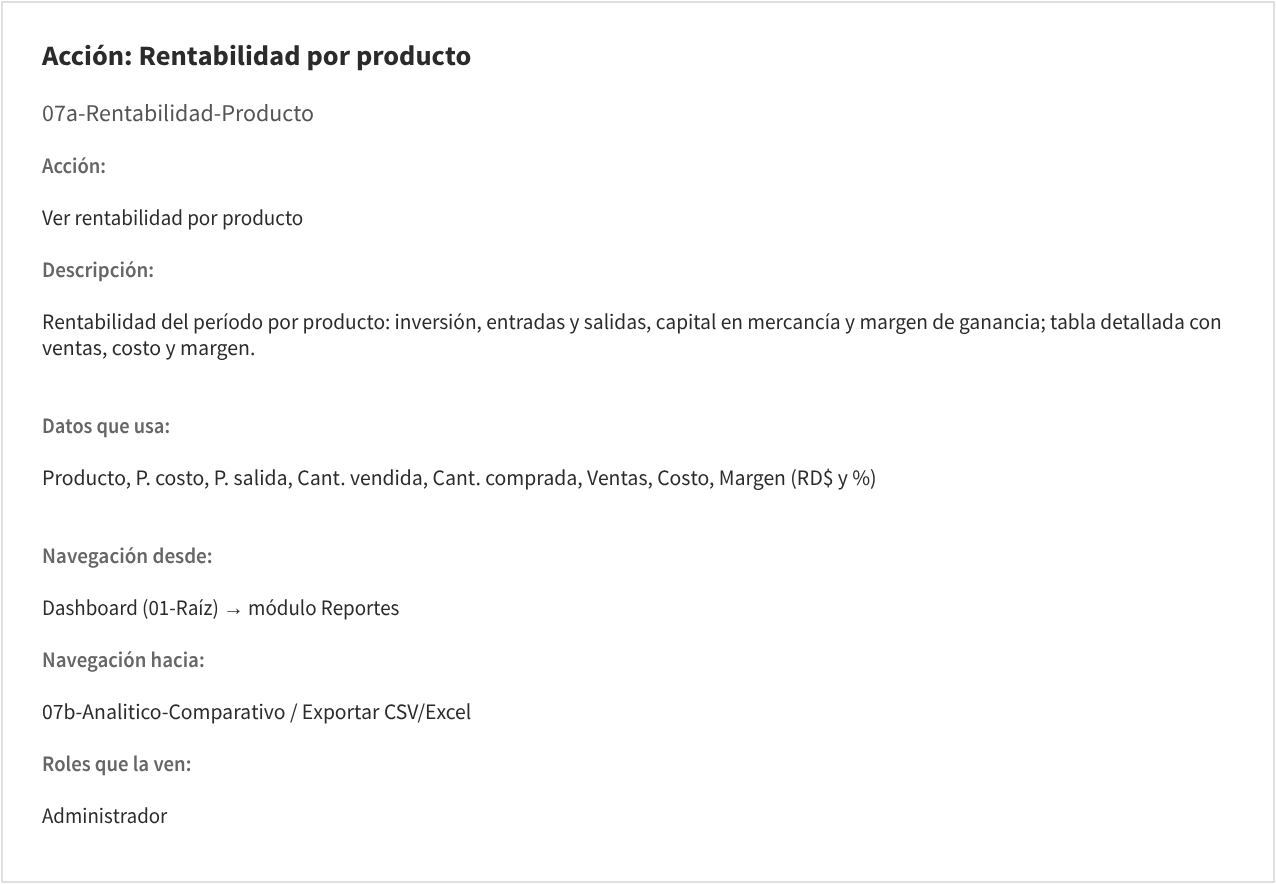 Acción: Rentabilidad por producto
07a-Rentabilidad-Producto
Acción:
Ver rentabilidad por producto
Descripción:
Rentabilidad del período por producto: inversión, entradas y salidas, capital en mercancía y margen de ganancia; tabla detallada con
ventas, costo y margen.
Datos que usa:
Producto, P. costo, P. salida, Cant. vendida, Cant. comprada, Ventas, Costo, Margen (RD$ y %)
Navegación desde:
Dashboard (01-Raíz) → módulo Reportes
Navegación hacia:
07b-Analitico-Comparativo / Exportar CSV/Excel
Roles que la ven:
Administrador